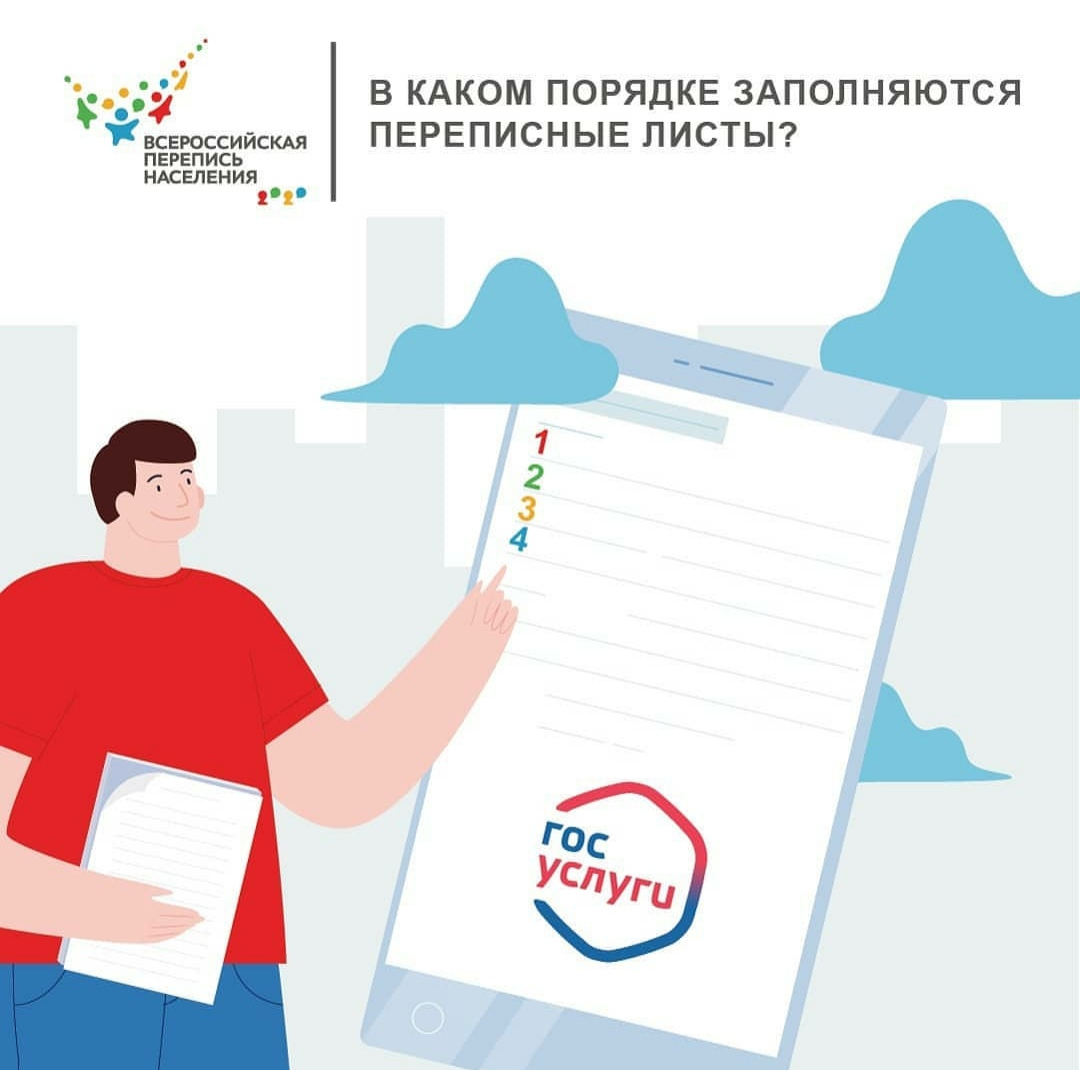 ВСЕРОССИЙСКАЯ
ПЕРЕПИСЬ
НАСЕЛЕНИЯ
2020
В КАКОМ ПОРЯДКЕ ЗАПОЛНЯЮТСЯ
ПЕРЕПИСНЫЕ ЛИСТЫ?
1
2
3
4
гос
услуги